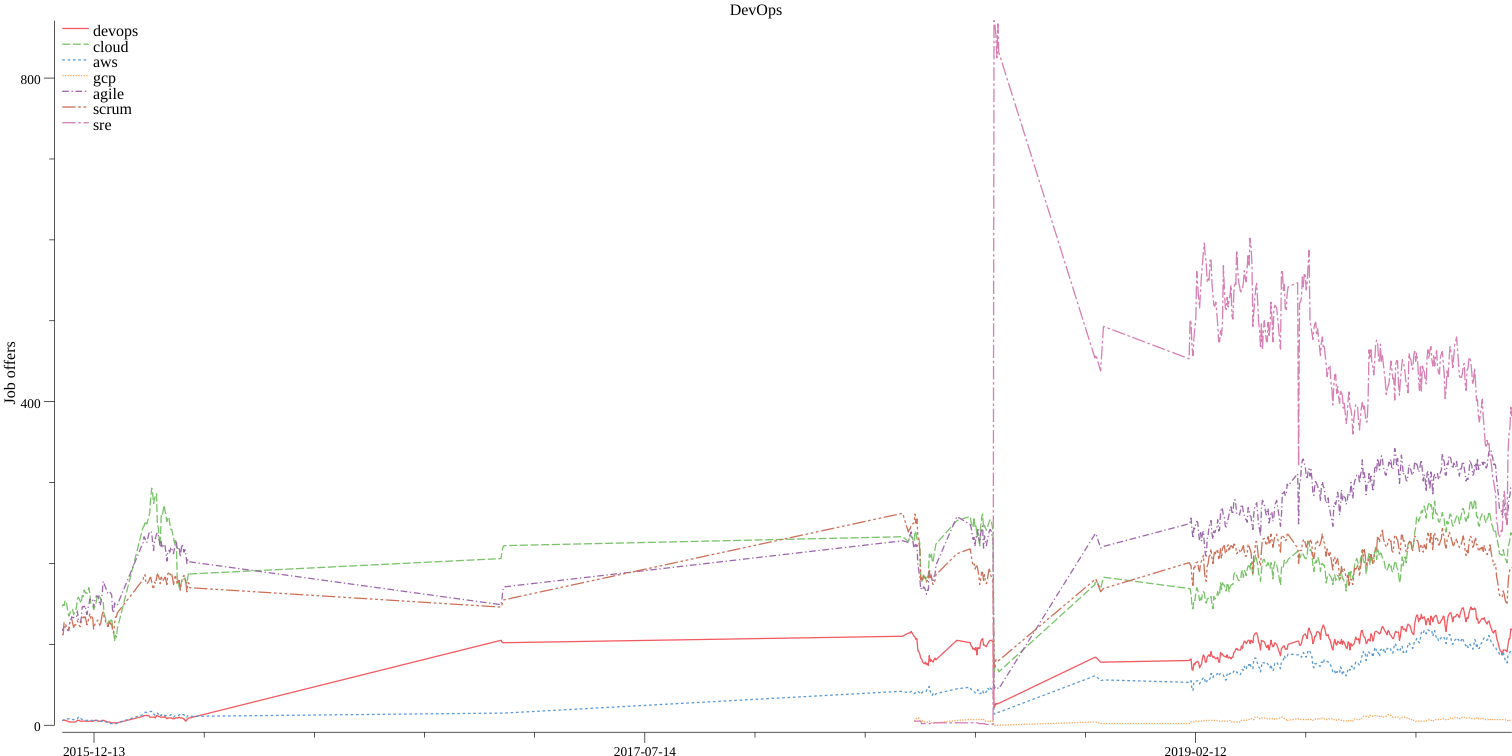 DevOps
devops
cloud
aws
gcp
agile
scrum
sre
800
400
0
Job offers
2015-12-13
2017-07-14
2019-02-12